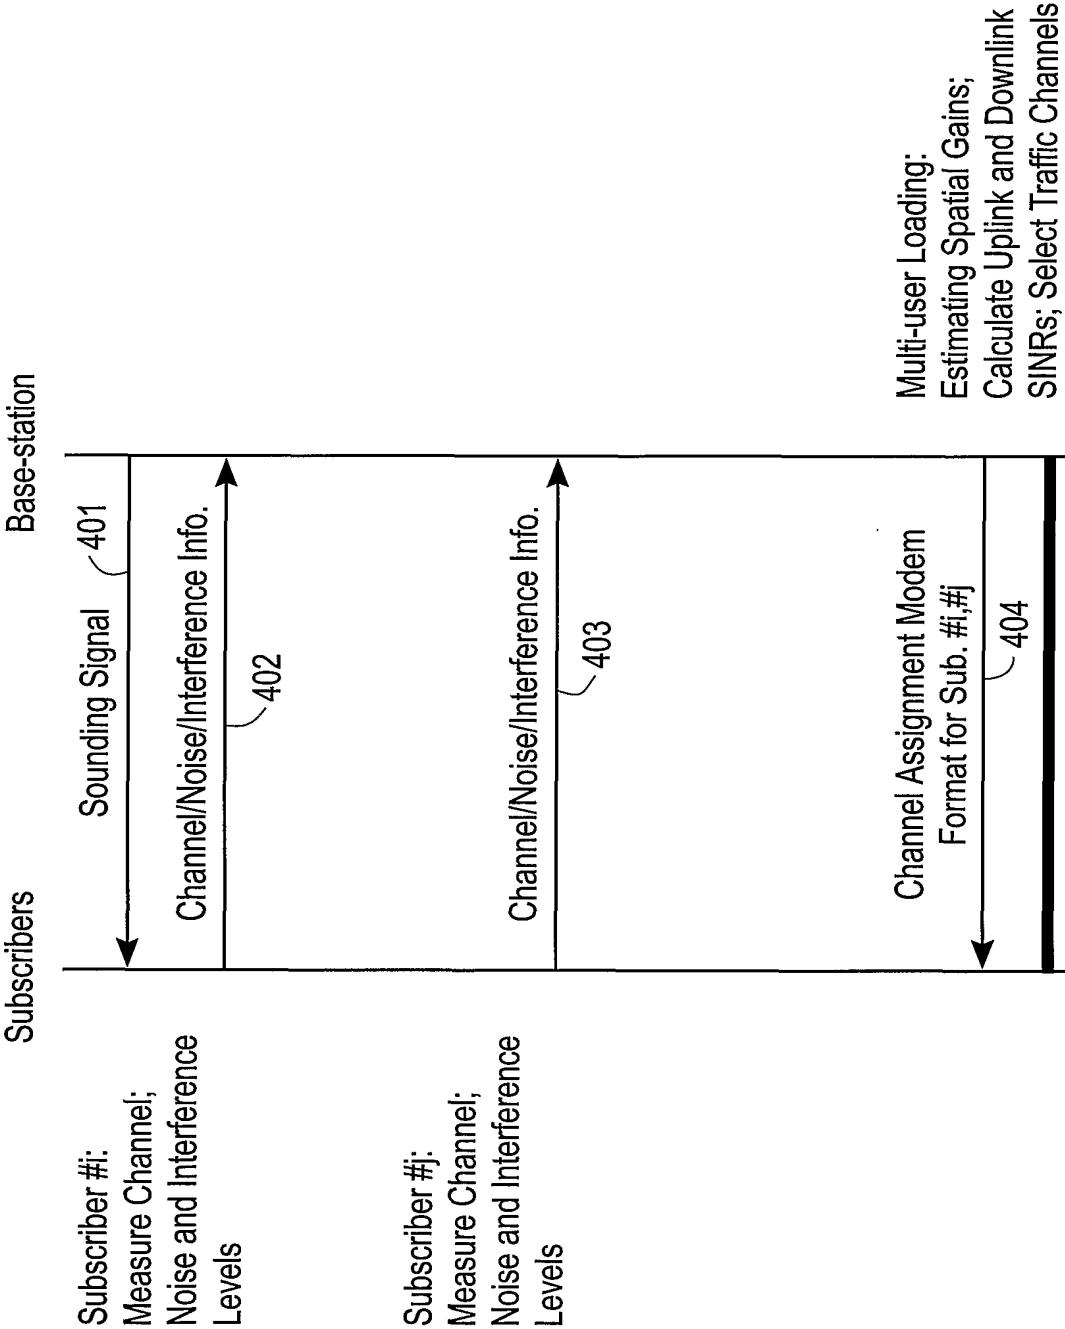 Subscribers
Base-station
Subscriber #i:
Measure Channel;
Noise and Interference
Levels
Sounding Signal
401
Channel/Noise/Interference Info.
402
Subscriber #j:
Measure Channel;
Noise and Interference
Levels
Channel/Noise/Interference Info.
403
Multi-user Loading:
Estimating Spatial Gains;
Calculate Uplink and Downlink
SINRs; Select Traffic Channels
Channel Assignment Modem
Format for Sub. #i,#j
404